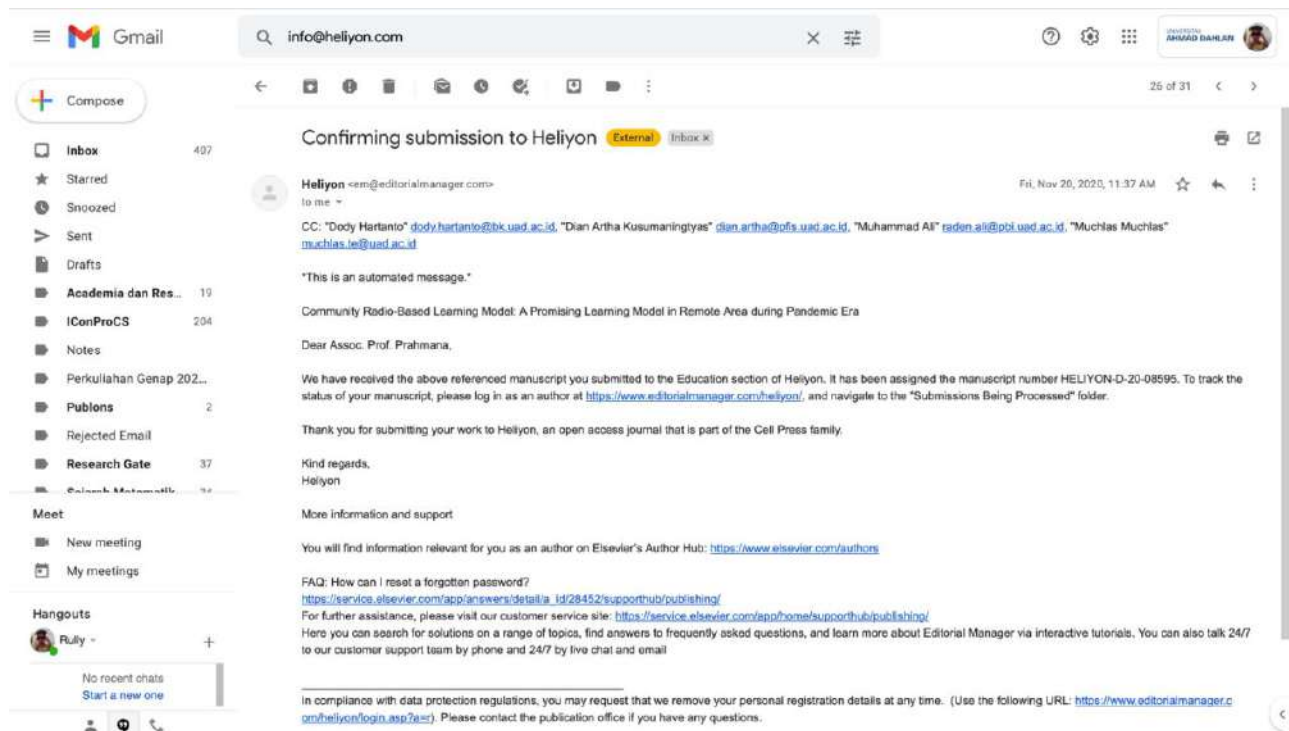 Gmail
info@heliyon.com
UNIVERSITAS
AHMAD DAHLAN
Compose
26 of 31
Inbox 407
Starred
Snoozed
Sent
Drafts
Academia dan Res... 19
IConProCS 204
Notes
Perkuliahan Genap 202...
Publons 2
Rejected Email
Research Gate 37
Meet
New meeting
My meetings
Hangouts
Rully
No recent chats
Start a new one
Confirming submission to Heliyon External Inbox x
Heliyon <em@editorialmanager.com> Fri, Nov 20, 2020, 11:37 AM
to me
CC: "Dody Hartanto" dody.hartanto@bk.uad.ac.id, "Dian Artha Kusumaningtyas" dian.artha@pfis.uad.ac.id, "Muhammad Ali" raden.ali@pbi.uad.ac.id, "Muchlas Muchlas"
muchlas.te@uad.ac.id
"This is an automated message."
Community Radio-Based Learning Model: A Promising Learning Model in Remote Area during Pandemic Era
Dear Assoc. Prof. Prahmana,
We have received the above referenced manuscript you submitted to the Education section of Heliyon. It has been assigned the manuscript number HELIYON-D-20-08595. To track the
status of your manuscript, please log in as an author at https://www.editorialmanager.com/heliyon/, and navigate to the "Submissions Being Processed" folder.
Thank you for submitting your work to Heliyon, an open access journal that is part of the Cell Press family.
Kind regards,
Heliyon
More information and support
You will find information relevant for you as an author on Elsevier's Author Hub: https://www.elsevier.com/authors
FAQ: How can I reset a forgotten password?
https://service.elsevier.com/app/answers/detail/a_id/28452/supporthub/publishing/
For further assistance, please visit our customer service site: https://service.elsevier.com/app/home/supporthub/publishing/
Here you can search for solutions on a range of topics, find answers to frequently asked questions, and learn more about Editorial Manager via interactive tutorials. You can also talk 24/7
to our customer support team by phone and 24/7 by live chat and email
In compliance with data protection regulations, you may request that we remove your personal registration details at any time. (Use the following URL: https://www.editorialmanager.c
om/heliyon/login.asp?a=r). Please contact the publication office if you have any questions.